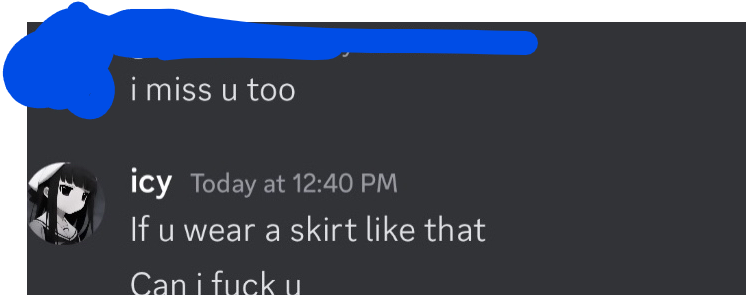 i miss u too
icy Today at 12:40 PM
If u wear a skirt like that
Can i fuck u